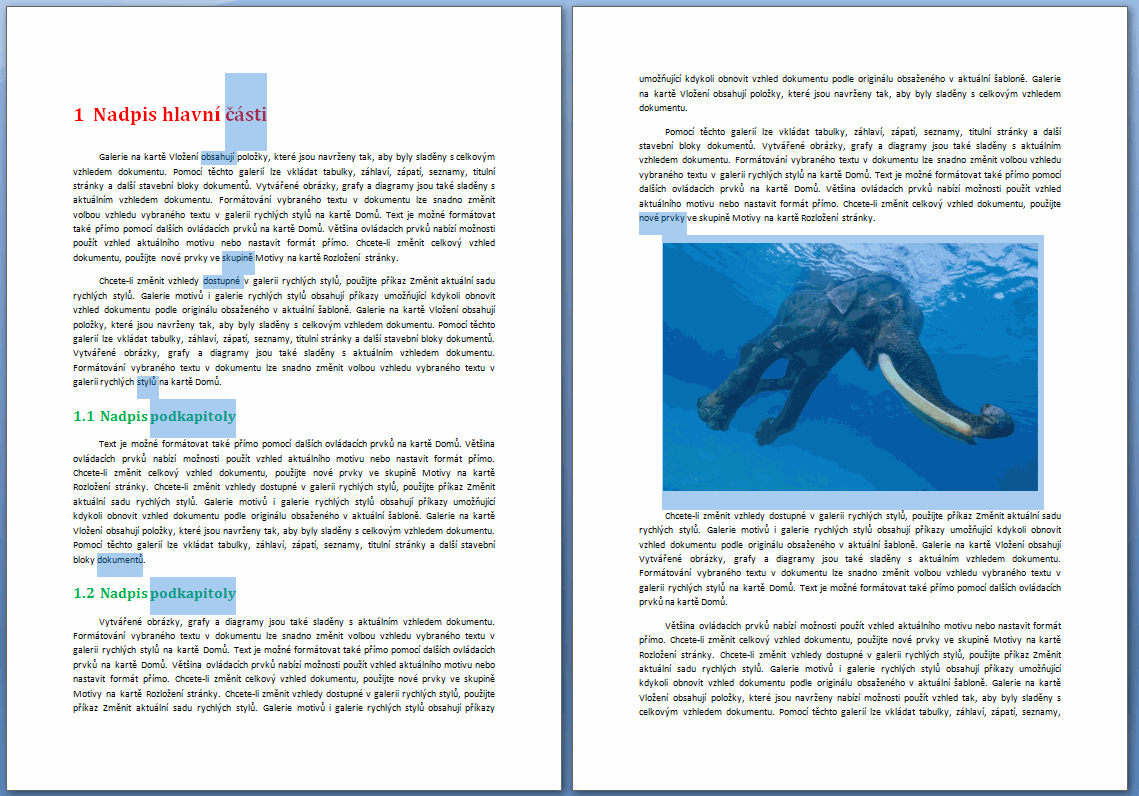 1 Nadpis hlavní části
Galerie na kartě Vložení obsahují položky, které jsou navrženy tak, aby byly sladěny s celkovým
vzhledem dokumentu. Pomocí těchto galerií lze vkládat tabulky, záhlaví, zápatí, seznamy, titulní
stránky a další stavební bloky dokumentů. Vytvářené obrázky, grafy a diagramy jsou také sladěny s
aktuálním vzhledem dokumentu. Formátování vybraného textu v dokumentu lze snadno změnit
volbou vzhledu vybraného textu v galerii rychlých stylů na kartě Domů. Text je možné formátovat
také přímo pomocí dalších ovládacích prvků na kartě Domů. Většina ovládacích prvků nabízí možnosti
použít vzhled aktuálního motivu nebo nastavit formát přímo. Chcete-li změnit celkový vzhled
dokumentu, použijte nové prvky ve skupině Motivy na kartě Rozložení stránky.
Chcete-li změnit vzhledy dostupné v galerii rychlých stylů, použijte příkaz Změnit aktuální sadu
rychlých stylů. Galerie motivů i galerie rychlých stylů obsahují příkazy umožňující kdykoli obnovit
vzhled dokumentu podle originálu obsaženého v aktuální šabloně. Galerie na kartě Vložení obsahují
položky, které jsou navrženy tak, aby byly sladěny s celkovým vzhledem dokumentu. Pomocí těchto
galerií lze vkládat tabulky, záhlaví, zápatí, seznamy, titulní stránky a další stavební bloky dokumentů.
Vytvářené obrázky, grafy a diagramy jsou také sladěny s aktuálním vzhledem dokumentu.
Formátování vybraného textu v dokumentu lze snadno změnit volbou vzhledu vybraného textu v
galerii rychlých stylů na kartě Domů.
1.1 Nadpis podkapitoly
Text je možné formátovat také přímo pomocí dalších ovládacích prvků na kartě Domů. Většina
ovládacích prvků nabízí možnosti použít vzhled aktuálního motivu nebo nastavit formát přímo.
Chcete-li změnit celkový vzhled dokumentu, použijte nové prvky ve skupině Motivy na kartě
Rozložení stránky. Chcete-li změnit vzhledy dostupné v galerii rychlých stylů, použijte příkaz Změnit
aktuální sadu rychlých stylů. Galerie motivů i galerie rychlých stylů obsahují příkazy umožňující
kdykoli obnovit vzhled dokumentu podle originálu obsaženého v aktuální šabloně. Galerie na kartě
Vložení obsahují položky, které jsou navrženy tak, aby byly sladěny s celkovým vzhledem dokumentu.
Pomocí těchto galerií lze vkládat tabulky, záhlaví, zápatí, seznamy, titulní stránky a další stavební
bloky dokumentů.
1.2 Nadpis podkapitoly
Vytvářené obrázky, grafy a diagramy jsou také sladěny s aktuálním vzhledem dokumentu.
Formátování vybraného textu v dokumentu lze snadno změnit volbou vzhledu vybraného textu v
galerii rychlých stylů na kartě Domů. Text je možné formátovat také přímo pomocí dalších ovládacích
prvků na kartě Domů. Většina ovládacích prvků nabízí možnosti použít vzhled aktuálního motivu nebo
nastavit formát přímo. Chcete-li změnit celkový vzhled dokumentu, použijte nové prvky ve skupině
Motivy na kartě Rozložení stránky. Chcete-li změnit vzhledy dostupné v galerii rychlých stylů, použijte
příkaz Změnit aktuální sadu rychlých stylů. Galerie motivů i galerie rychlých stylů obsahují příkazy
umožňující kdykoli obnovit vzhled dokumentu podle originálu obsaženého v aktuální šabloně. Galerie
na kartě Vložení obsahují položky, které jsou navrženy tak, aby byly sladěny s celkovým vzhledem
dokumentu.
Pomocí těchto galerií lze vkládat tabulky, záhlaví, zápatí, seznamy, titulní stránky a další
stavební bloky dokumentů. Vytvářené obrázky, grafy a diagramy jsou také sladěny s aktuálním
vzhledem dokumentu. Formátování vybraného textu v dokumentu lze snadno změnit volbou vzhledu
vybraného textu v galerii rychlých stylů na kartě Domů. Text je možné formátovat také přímo pomocí
dalších ovládacích prvků na kartě Domů. Většina ovládacích prvků nabízí možnosti použít vzhled
aktuálního motivu nebo nastavit formát přímo. Chcete-li změnit celkový vzhled dokumentu, použijte
nové prvky ve skupině Motivy na kartě Rozložení stránky.
Chcete-li změnit vzhledy dostupné v galerii rychlých stylů, použijte příkaz Změnit aktuální sadu
rychlých stylů. Galerie motivů i galerie rychlých stylů obsahují příkazy umožňující kdykoli obnovit
vzhled dokumentu podle originálu obsaženého v aktuální šabloně. Galerie na kartě Vložení obsahují
Vytvářené obrázky, grafy a diagramy jsou také sladěny s aktuálním vzhledem dokumentu.
Formátování vybraného textu v dokumentu lze snadno změnit volbou vzhledu vybraného textu v
galerii rychlých stylů na kartě Domů. Text je možné formátovat také přímo pomocí dalších ovládacích
prvků na kartě Domů.
Většina ovládacích prvků nabízí možnosti použít vzhled aktuálního motivu nebo nastavit formát
přímo. Chcete-li změnit celkový vzhled dokumentu, použijte nové prvky ve skupině Motivy na kartě
Rozložení stránky. Chcete-li změnit vzhledy dostupné v galerii rychlých stylů, použijte příkaz Změnit
aktuální sadu rychlých stylů. Galerie motivů i galerie rychlých stylů obsahují příkazy umožňující
kdykoli obnovit vzhled dokumentu podle originálu obsaženého v aktuální šabloně. Galerie na kartě
Vložení obsahují položky, které jsou navrženy nabízí možnosti použít vzhled tak, aby byly sladěny s
celkovým vzhledem dokumentu. Pomocí těchto galerií lze vkládat tabulky, záhlaví, zápatí, seznamy,